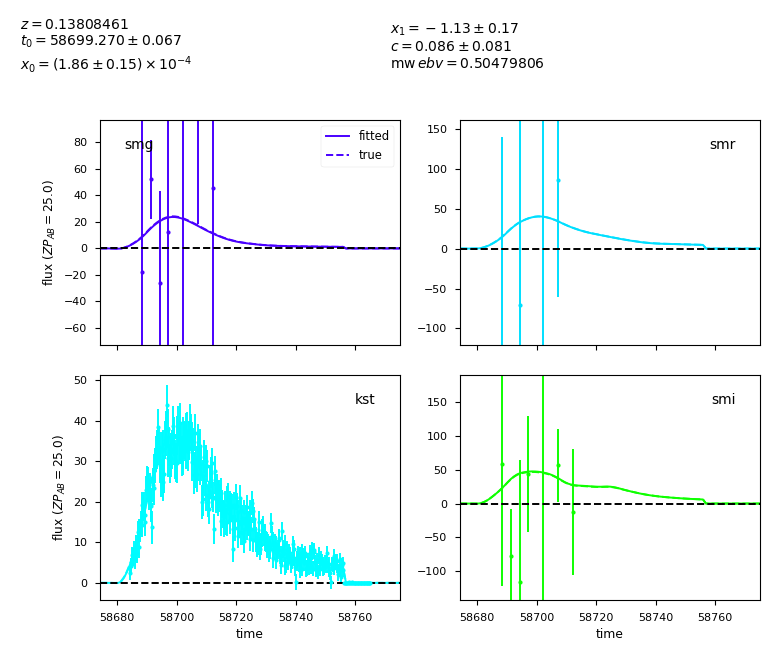 z = 0.13808461
t₀ = 58699.270 ± 0.067
x₀ = (1.86 ± 0.15) × 10⁻⁴
x₁ = −1.13 ± 0.17
c = 0.086 ± 0.081
mw ebv = 0.50479806
smg
fitted
true
80
60
40
20
0
−20
−40
−60
flux (ZP_AB = 25.0)
smr
150
100
50
0
−50
−100
kst
50
40
30
20
10
0
flux (ZP_AB = 25.0)
58680
58700
58720
58740
58760
time
smi
150
100
50
0
−50
−100
58680
58700
58720
58740
58760
time